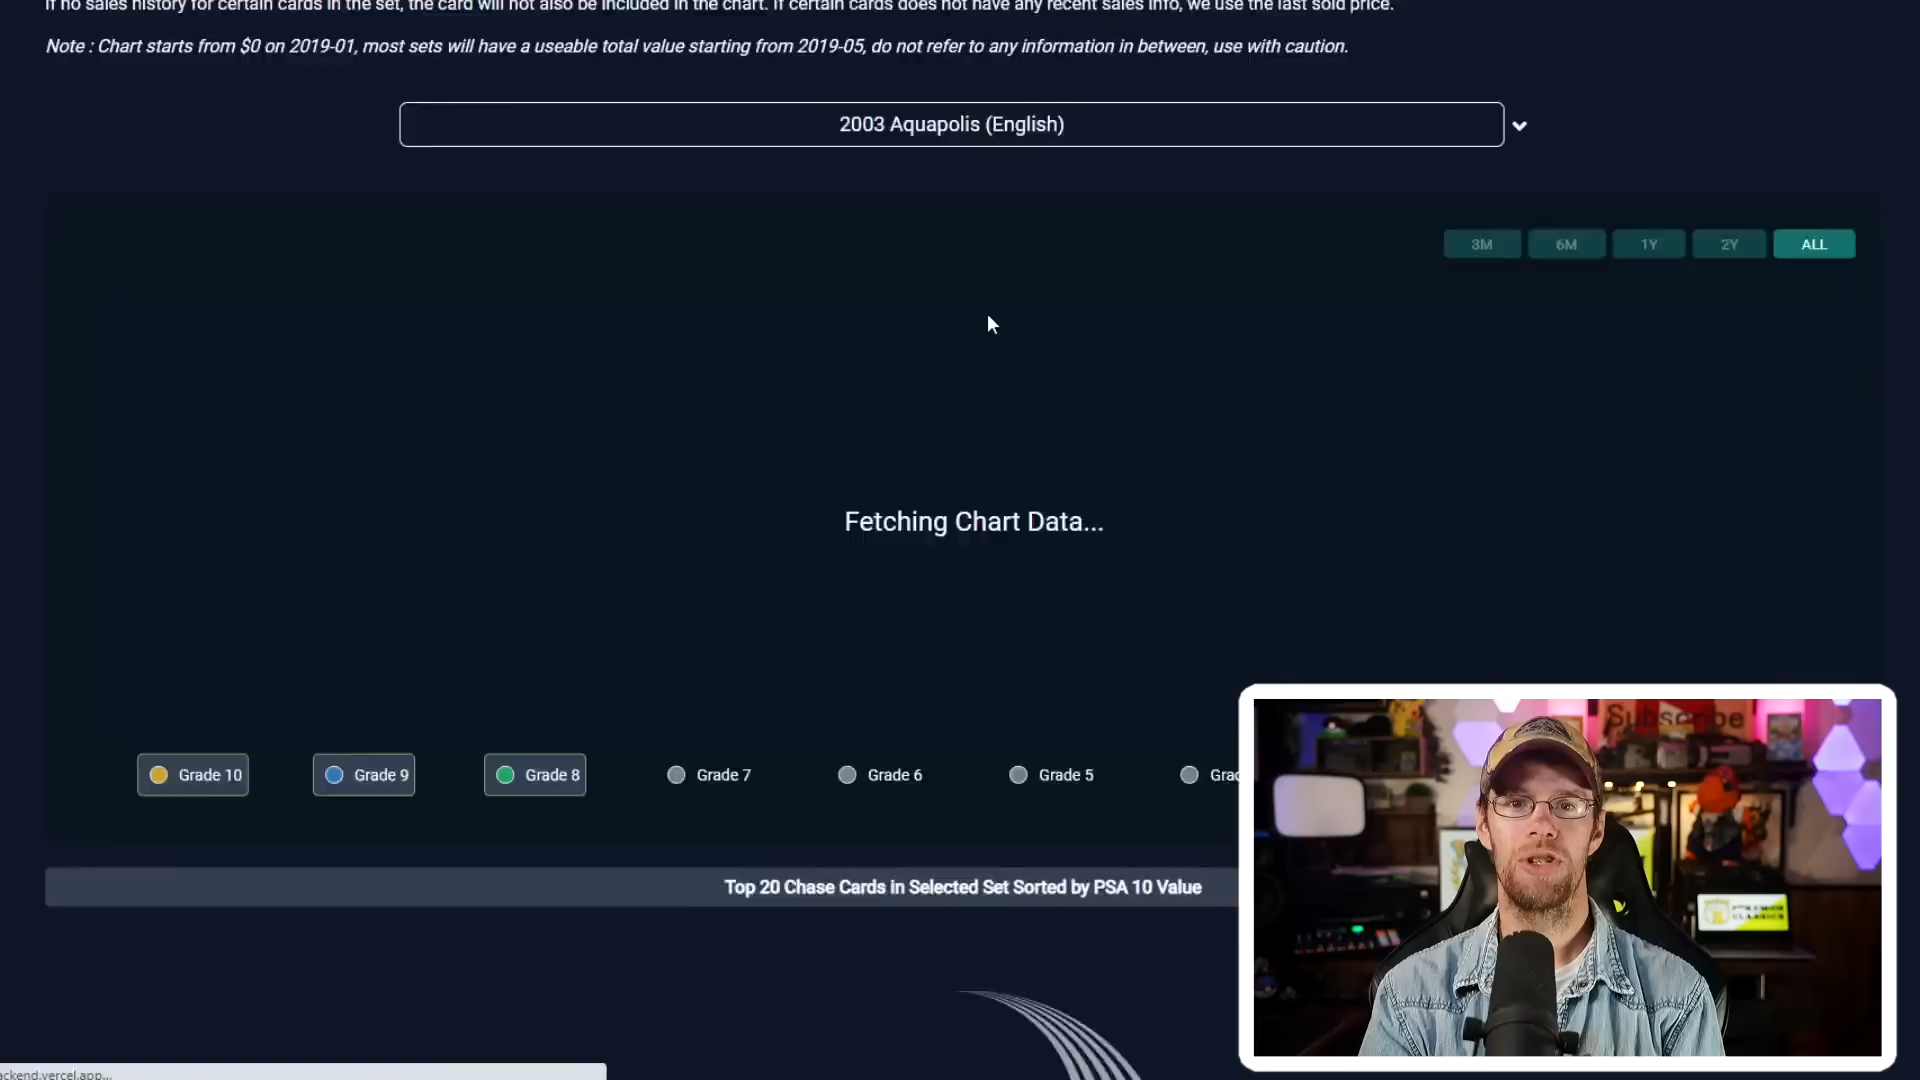 If no sales history for certain cards in the set, the card will not also be included in the chart. If certain cards does not have any recent sales info, we use the last sold price.
Note : Chart starts from $0 on 2019-01, most sets will have a useable total value starting from 2019-05, do not refer to any information in between, use with caution.
2003 Aquapolis (English)
3M 6M 1Y 2Y ALL
Fetching Chart Data...
Grade 10 Grade 9 Grade 8 Grade 7 Grade 6 Grade 5 Grad
Top 20 Chase Cards in Selected Set Sorted by PSA 10 Value
Subscribe
CLASSICS
ackend.vercel.app...